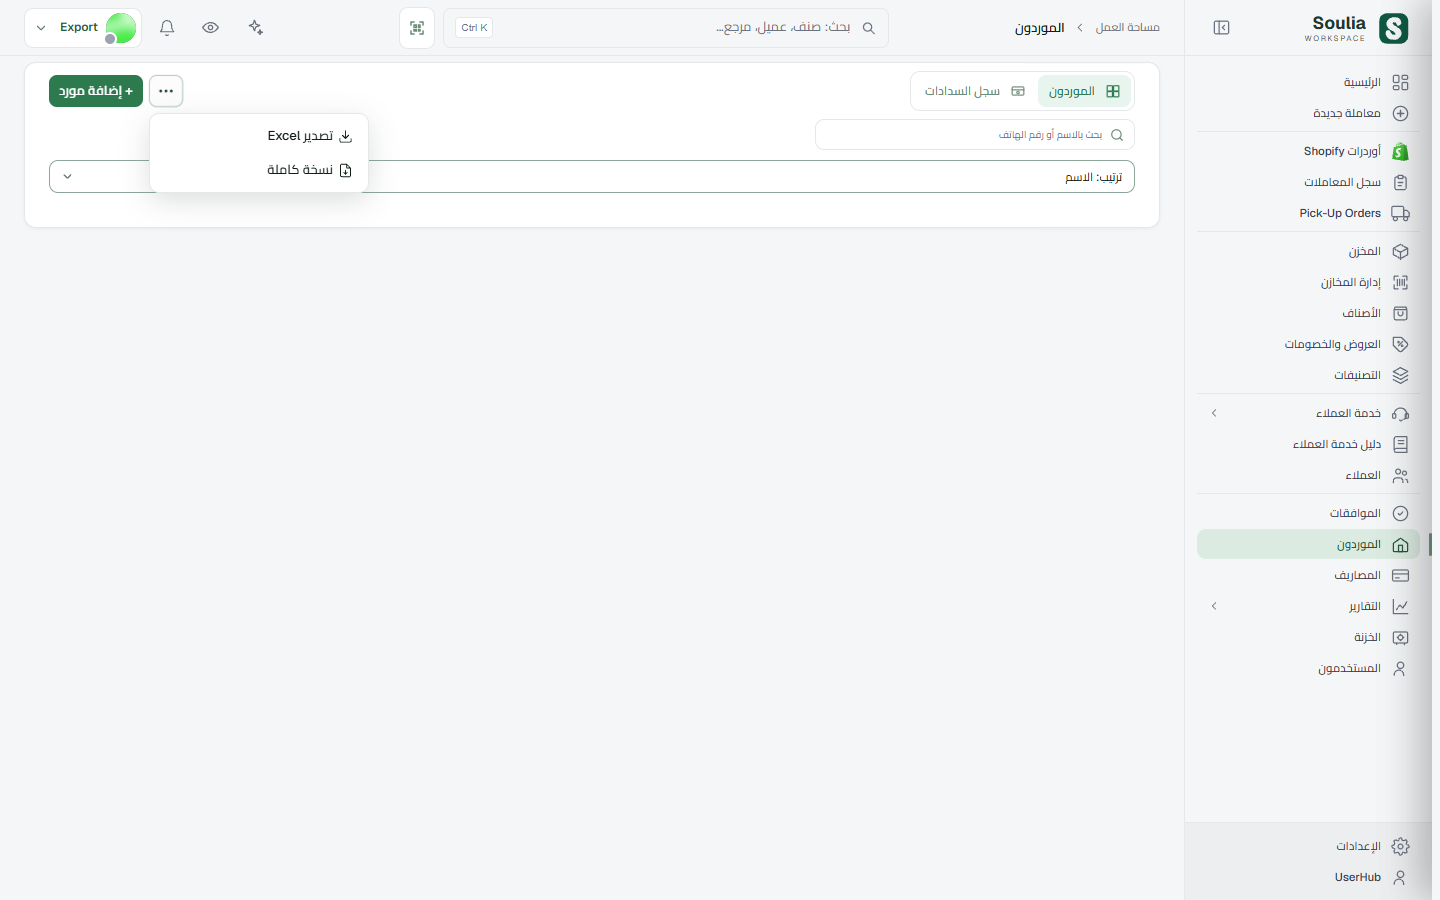 Soulia
WORKSPACE
الرئيسية
معاملة جديدة
أوردرات Shopify
سجل المعاملات
Pick-Up Orders
المخزن
إدارة المخازن
الأصناف
العروض والخصومات
التصنيفات
خدمة العملاء
دليل خدمة العملاء
العملاء
الموافقات
الموردون
المصاريف
التقارير
الخزنة
المستخدمون
الإعدادات
UserHub
مساحة العمل
الموردون
بحث: صنف، عميل، مرجع...
Ctrl K
Export
الموردون
سجل السدادات
+ إضافة مورد
تصدير Excel
نسخة كاملة
بحث بالاسم أو رقم الهاتف
ترتيب: الاسم